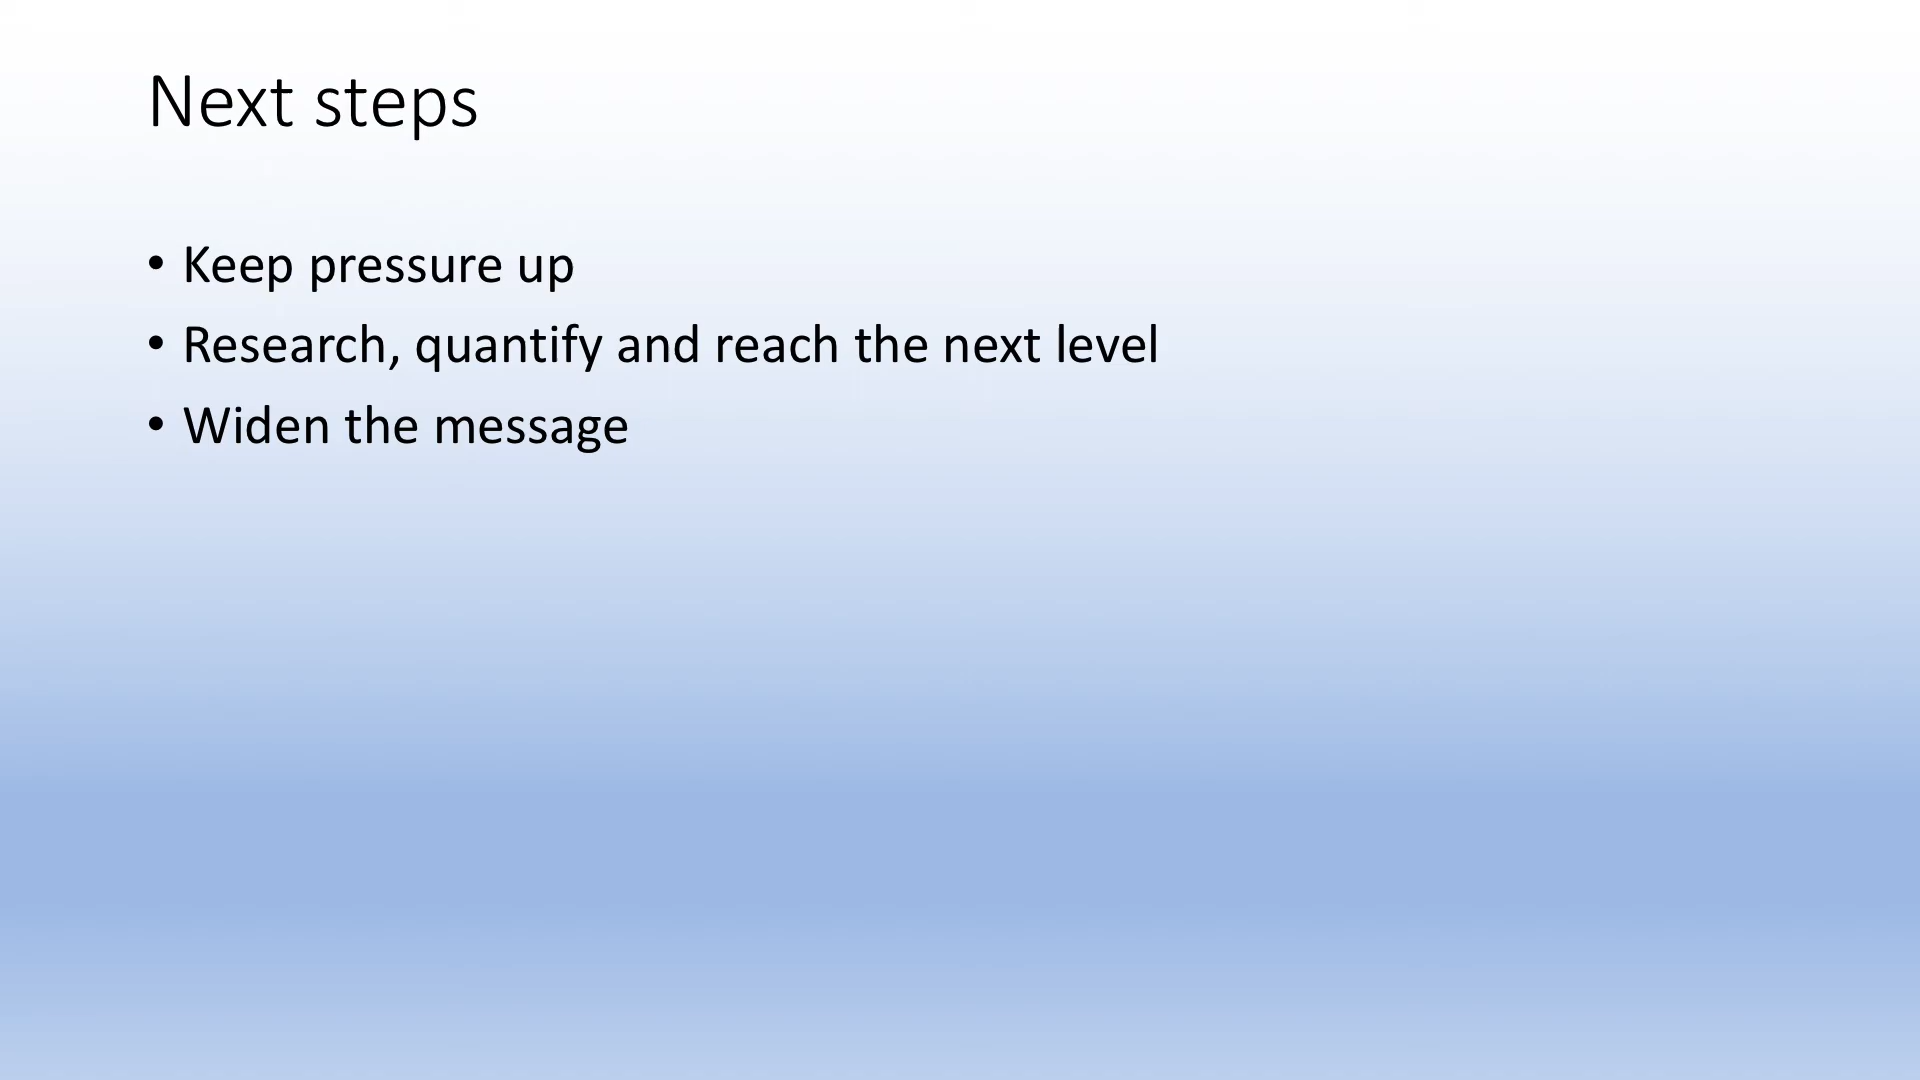 Next steps
• Keep pressure up
• Research, quantify and reach the next level
• Widen the message